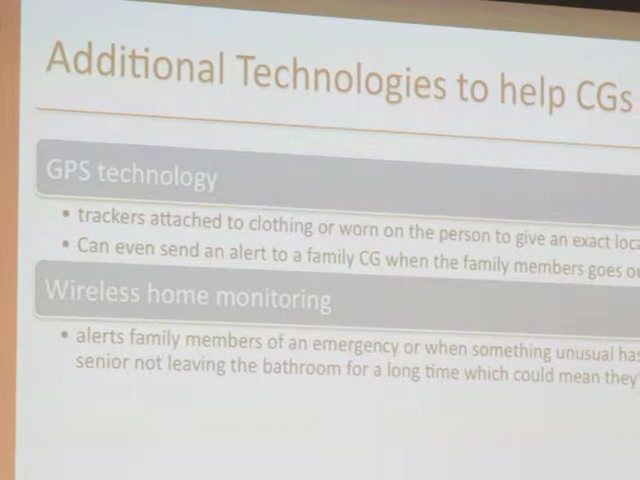 Additional Technologies to help CGs
GPS technology
• trackers attached to clothing or worn on the person to give an exact
• Can even send an alert to a family CG when the family members goes
Wireless home monitoring
• alerts family members of an emergency or when something unusual
senior not leaving the bathroom for a long time which could mean